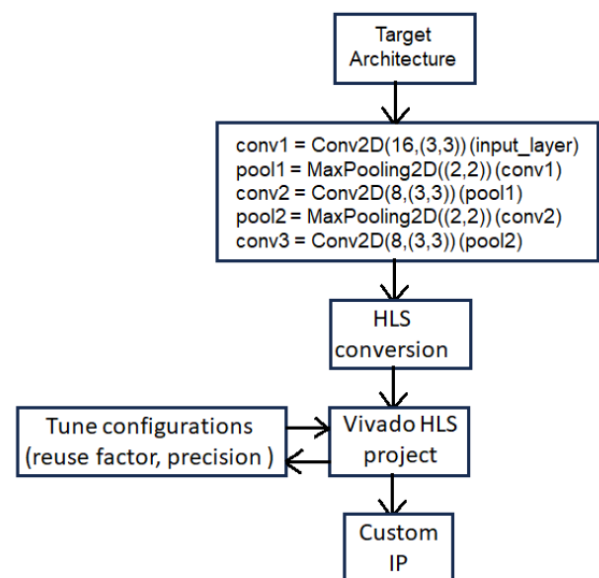 Target
Architecture
conv1 = Conv2D(16,(3,3))(input_layer)
pool1 = MaxPooling2D((2,2))(conv1)
conv2 = Conv2D(8,(3,3))(pool1)
pool2 = MaxPooling2D((2,2))(conv2)
conv3 = Conv2D(8,(3,3))(pool2)
HLS
conversion
Tune configurations
(reuse factor, precision )
Vivado HLS
project
Custom
IP